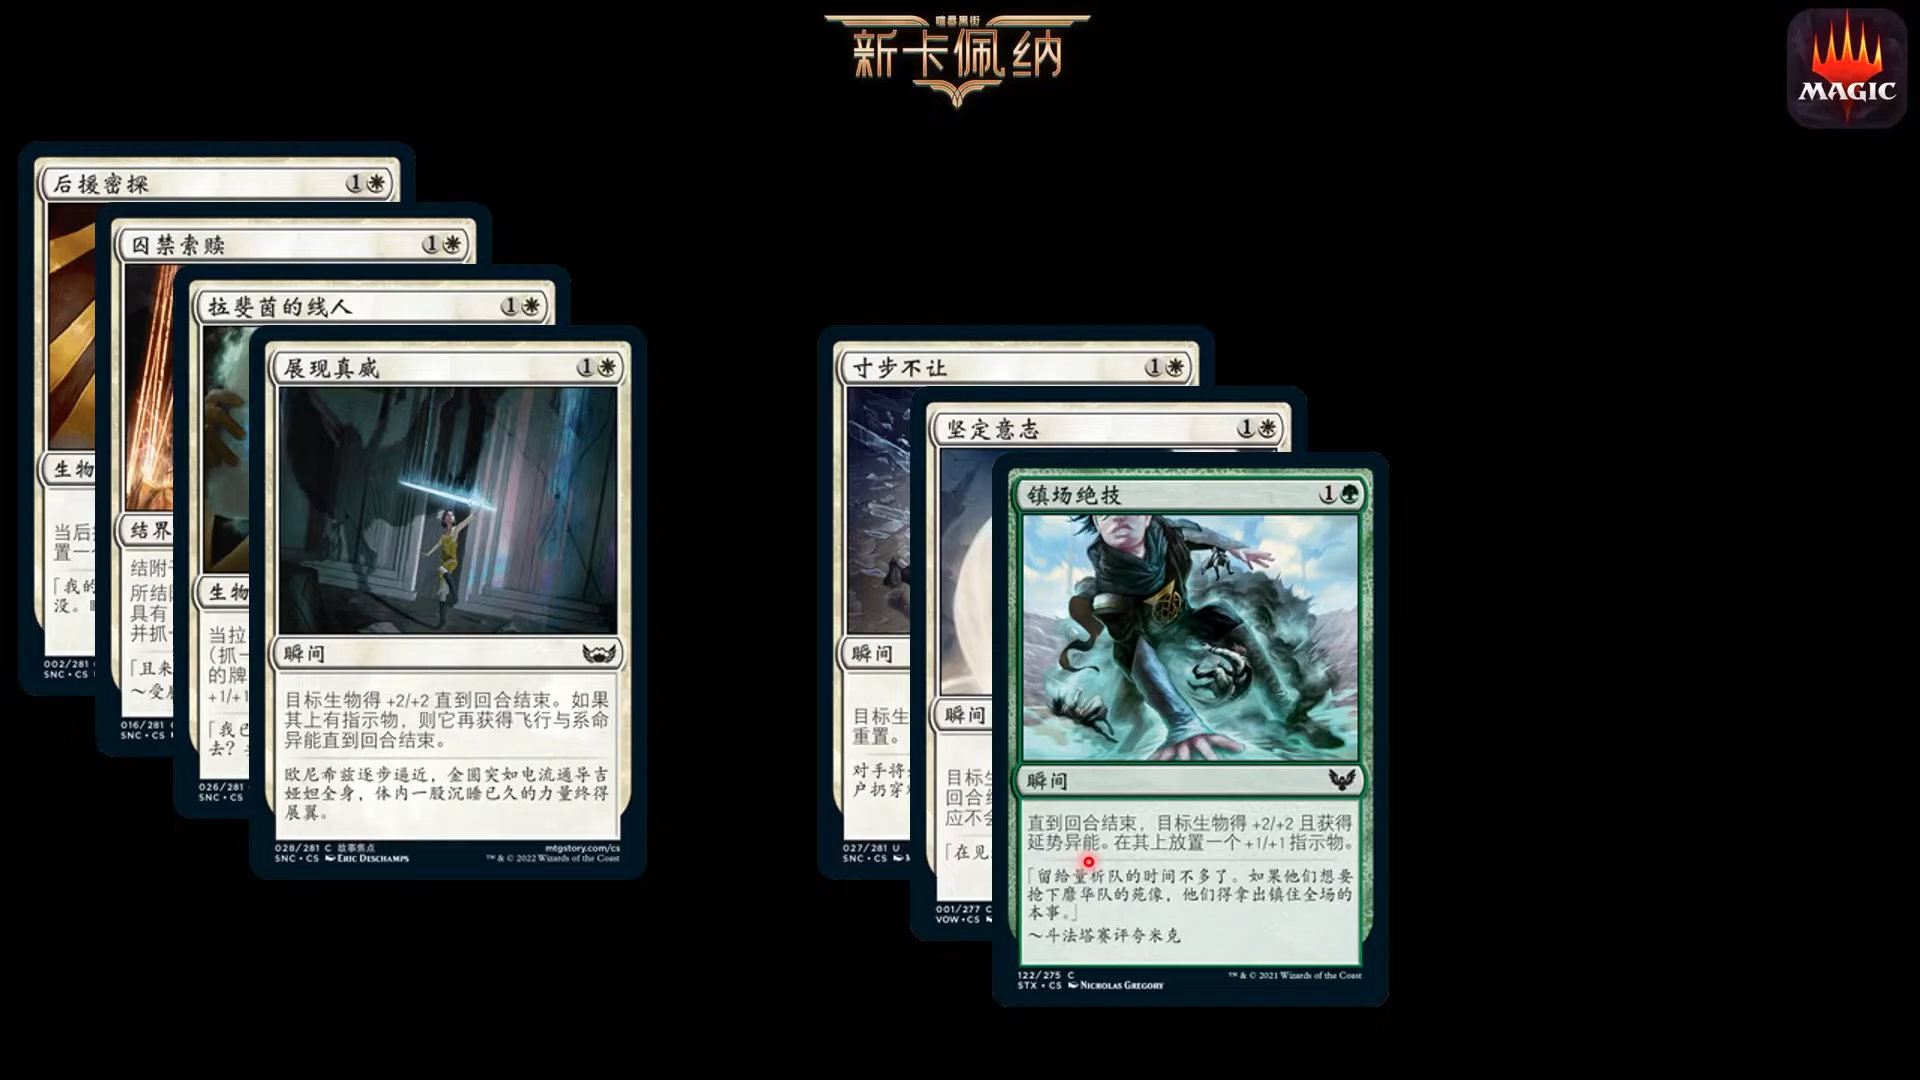 喧嚣黑街
新卡佩纳
MAGIC
后援密探 1
生物
当后
置一
「我的
没。
002/281
SNC • CS
囚禁索赎 1
结界
结附
所结
具有
并抓
「且来
～受
016/281
SNC • CS
拉斐茵的线人 1
生物
当拉
(抓一
的牌
+1/+1
「我已
去?
026/281
SNC • CS
展现真威 1
瞬间
目标生物得 +2/+2 直到回合结束。如果
其上有指示物，则它再获得飞行与系命
异能直到回合结束。
欧尼希兹逐步逼近，金圆突如电流通导吉
娅妲全身，体内一股沉睡已久的力量终得
展翼。
028/281 C 故事焦点 mtgstory.com/cs
SNC • CS ERIC DESCHAMPS ™ & © 2022 Wizards of the Coast
寸步不让 1
瞬间
目标生
重置。
对手将
户扔穿
027/281 U
SNC • CS
坚定意志 1
瞬间
目标生
回合结
应不会
「在见
001/277 C
VOW • CS
镇场绝技 1
瞬间
直到回合结束，目标生物得 +2/+2 且获得
延势异能。在其上放置一个 +1/+1 指示物。
「留给量析队的时间不多了。如果他们想要
抢下靡华队的苑像，他们得拿出镇住全场的
本事。」
～斗法塔赛评夸米克
122/275 C
STX • CS NICHOLAS GREGORY ™ & © 2021 Wizards of the Coast